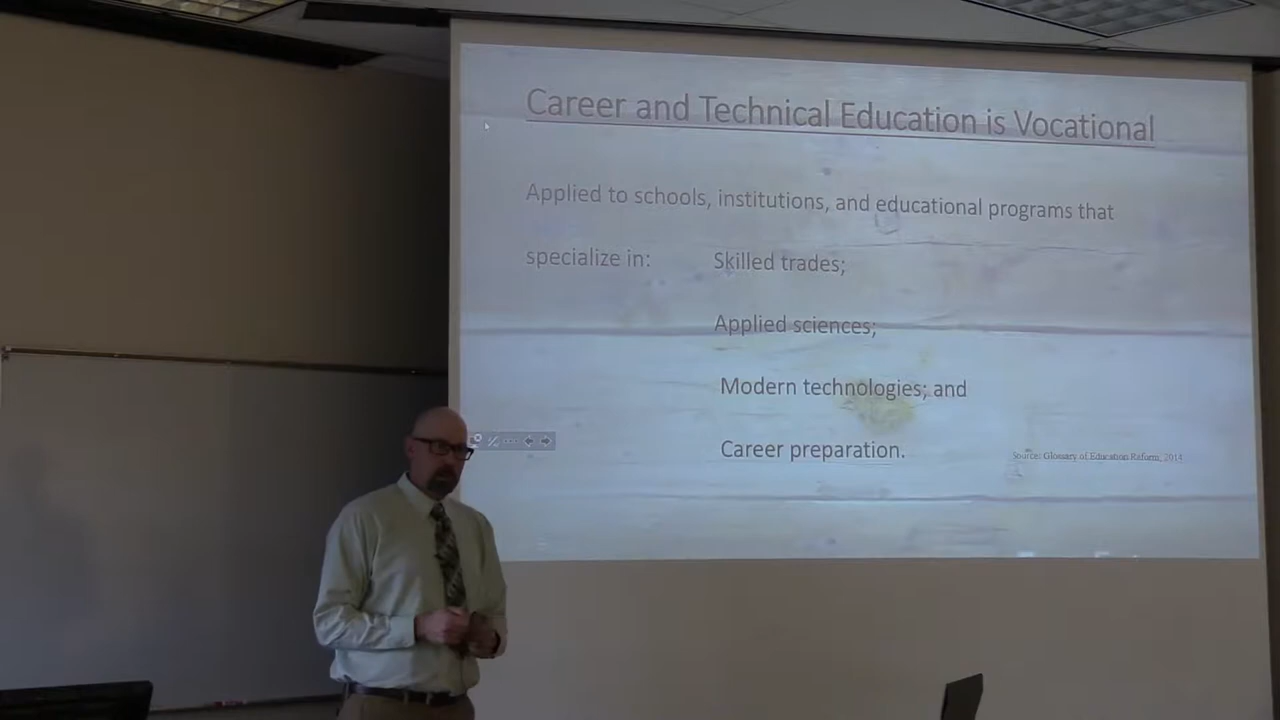 Career and Technical Education is Vocational
Applied to schools, institutions, and educational programs that
specialize in: Skilled trades;
Applied sciences;
Modern technologies; and
Career preparation.
Source: Glossary of Education Reform, 2014